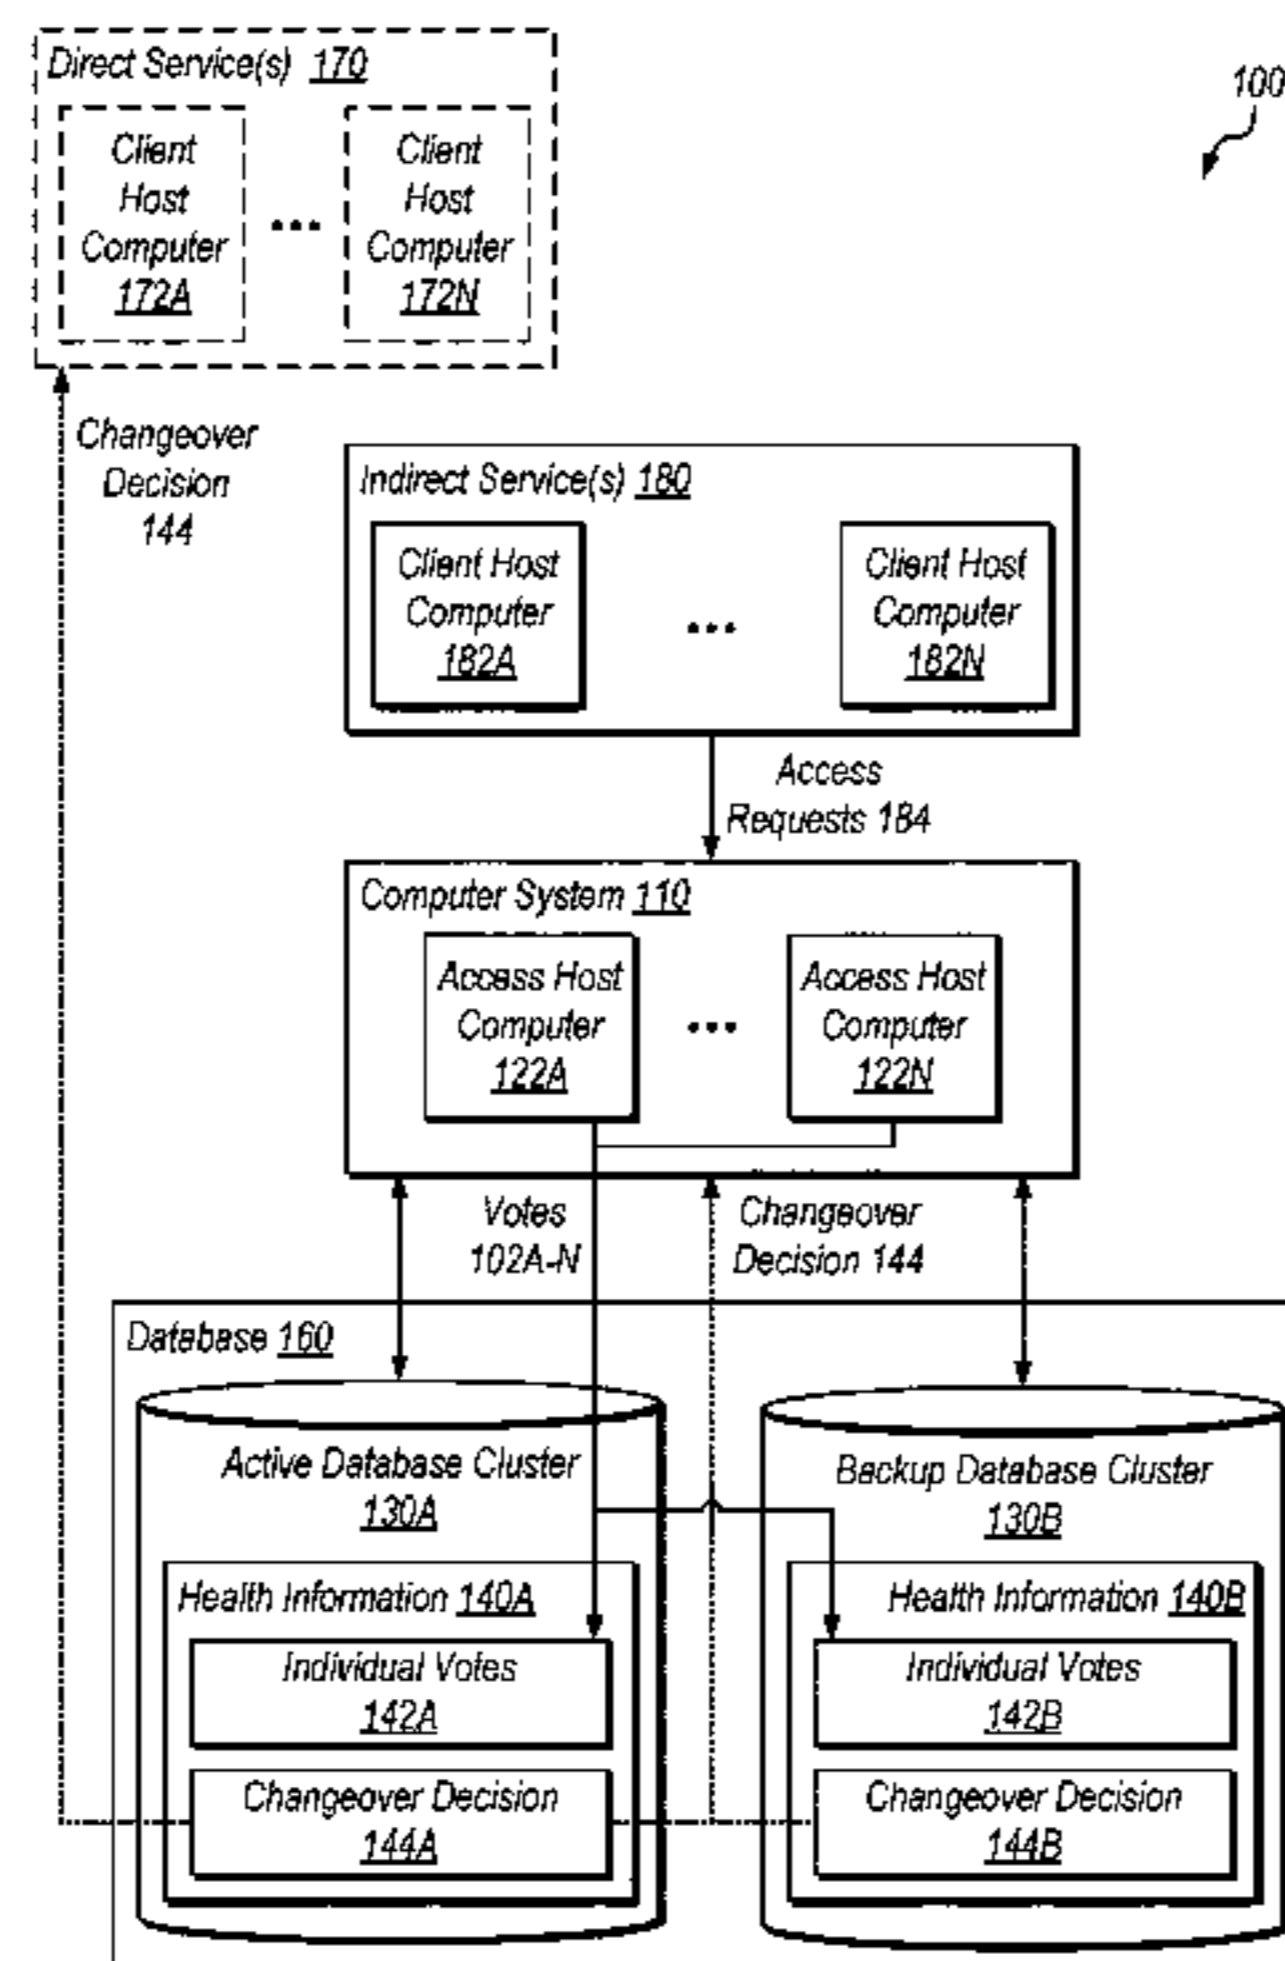 Direct Service(s) 170
100
Client
Host
Computer
172A
...
Client
Host
Computer
172N
Changeover
Decision
144
Indirect Service(s) 180
Client Host
Computer
182A
...
Client Host
Computer
182N
Access
Requests 184
Computer System 110
Access Host
Computer
122A
...
Access Host
Computer
122N
Votes
102A-N
Changeover
Decision 144
Database 160
Active Database Cluster
130A
Health Information 140A
Individual Votes
142A
Changeover Decision
144A
Backup Database Cluster
130B
Health Information 140B
Individual Votes
142B
Changeover Decision
144B